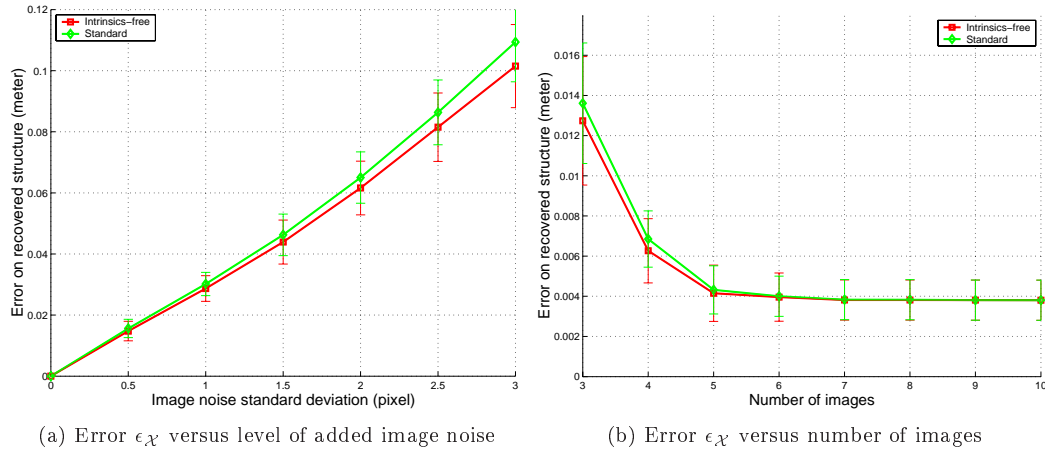 0.12
0.1
0.08
0.06
0.04
0.02
0
Error on recovered structure (meter)
Intrinsics−free
Standard
0 0.5 1 1.5 2 2.5 3
Image noise standard deviation (pixel)
(a) Error ϵ𝒳 versus level of added image noise
0.016
0.014
0.012
0.01
0.008
0.006
0.004
0.002
0
Error on recovered structure (meter)
Intrinsics−free
Standard
3 4 5 6 7 8 9 10
Number of images
(b) Error ϵ𝒳 versus number of images